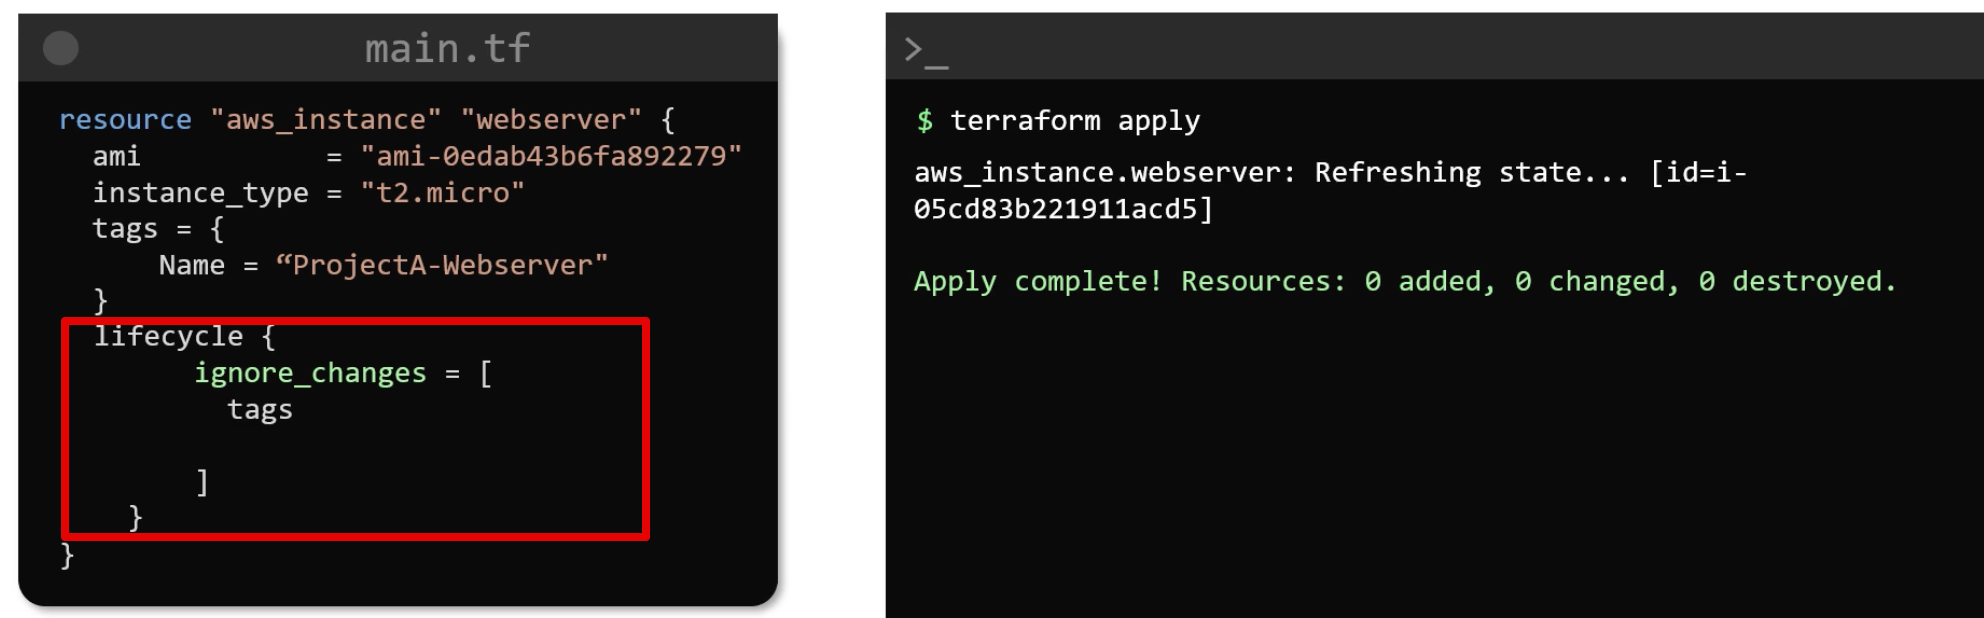 main.tf
resource "aws_instance" "webserver" {
  ami           = "ami-0edab43b6fa892279"
  instance_type = "t2.micro"
  tags = {
      Name = “ProjectA-Webserver"
  }
  lifecycle {
        ignore_changes = [
          tags
        ]
    }
}
>_
$ terraform apply
aws_instance.webserver: Refreshing state... [id=i-
05cd83b221911acd5]
Apply complete! Resources: 0 added, 0 changed, 0 destroyed.